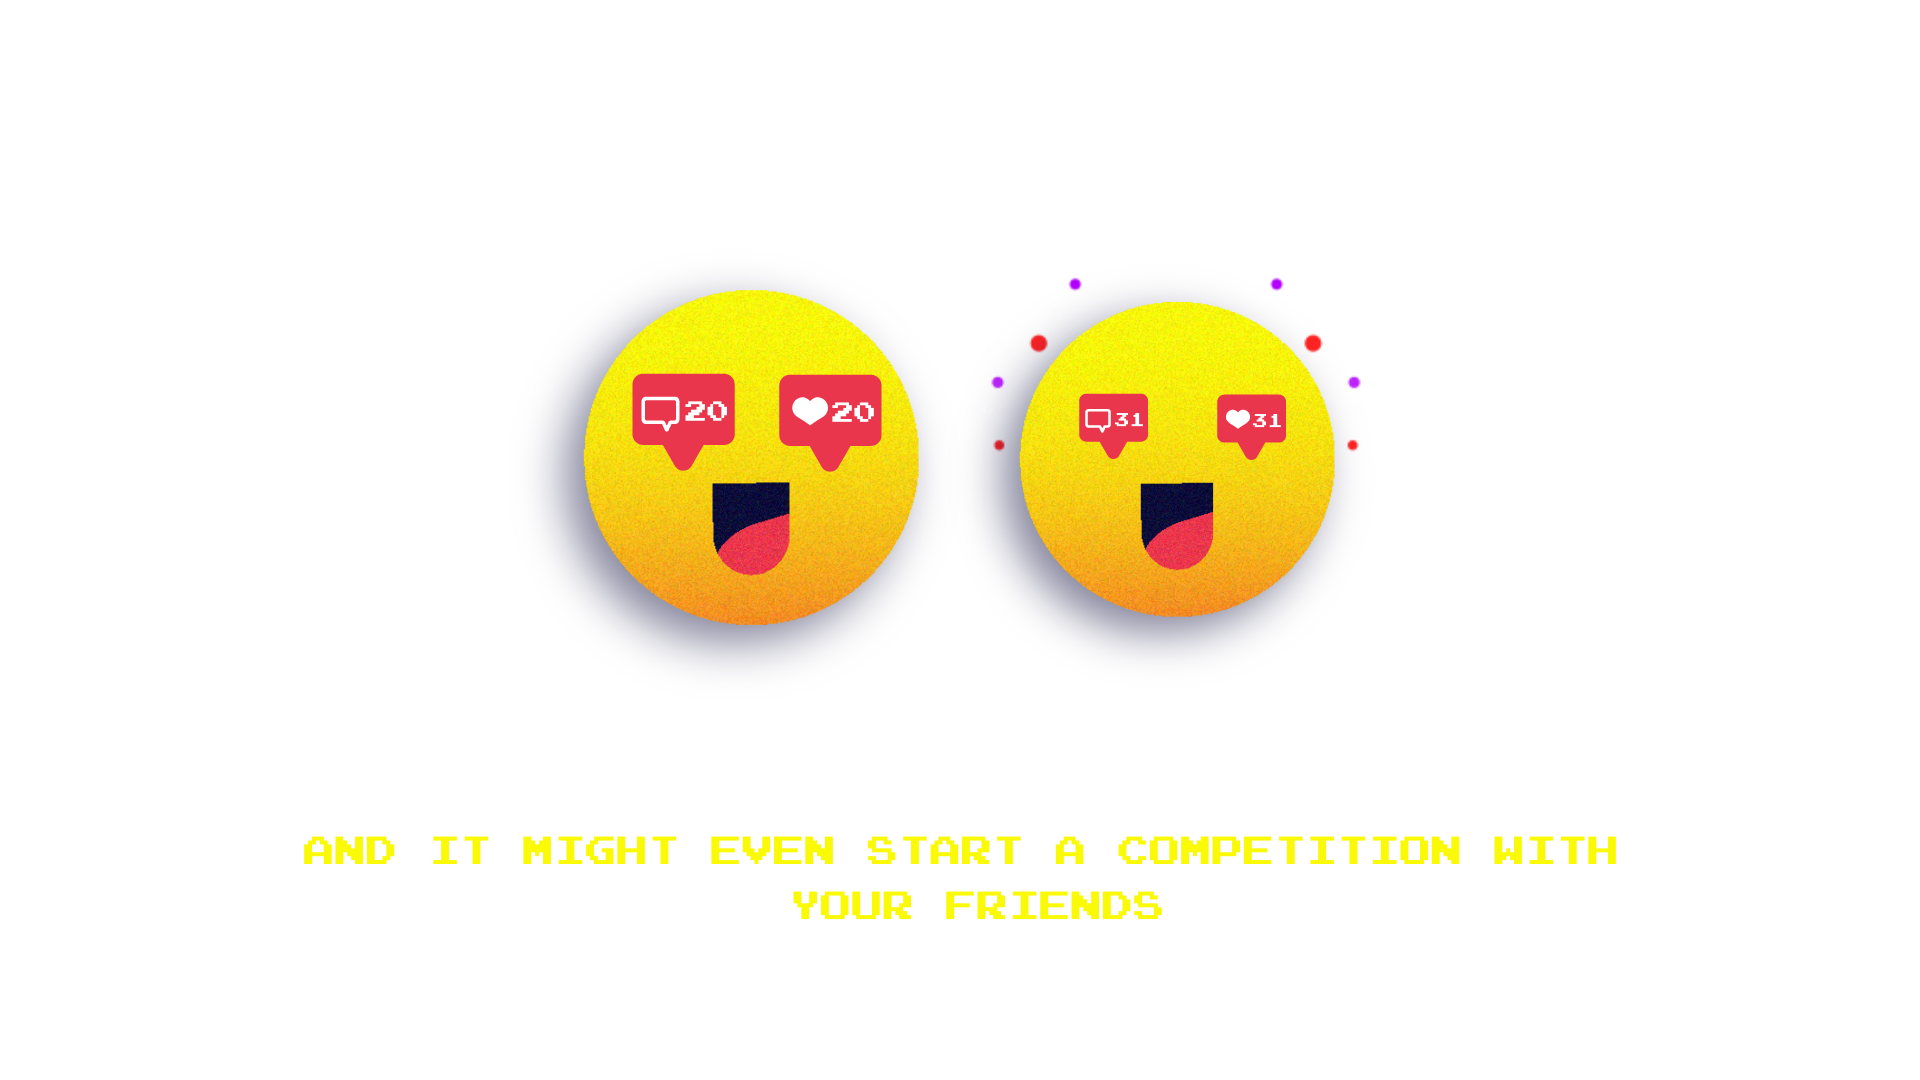 20 20
31 31
AND IT MIGHT EVEN START A COMPETITION WITH
YOUR FRIENDS